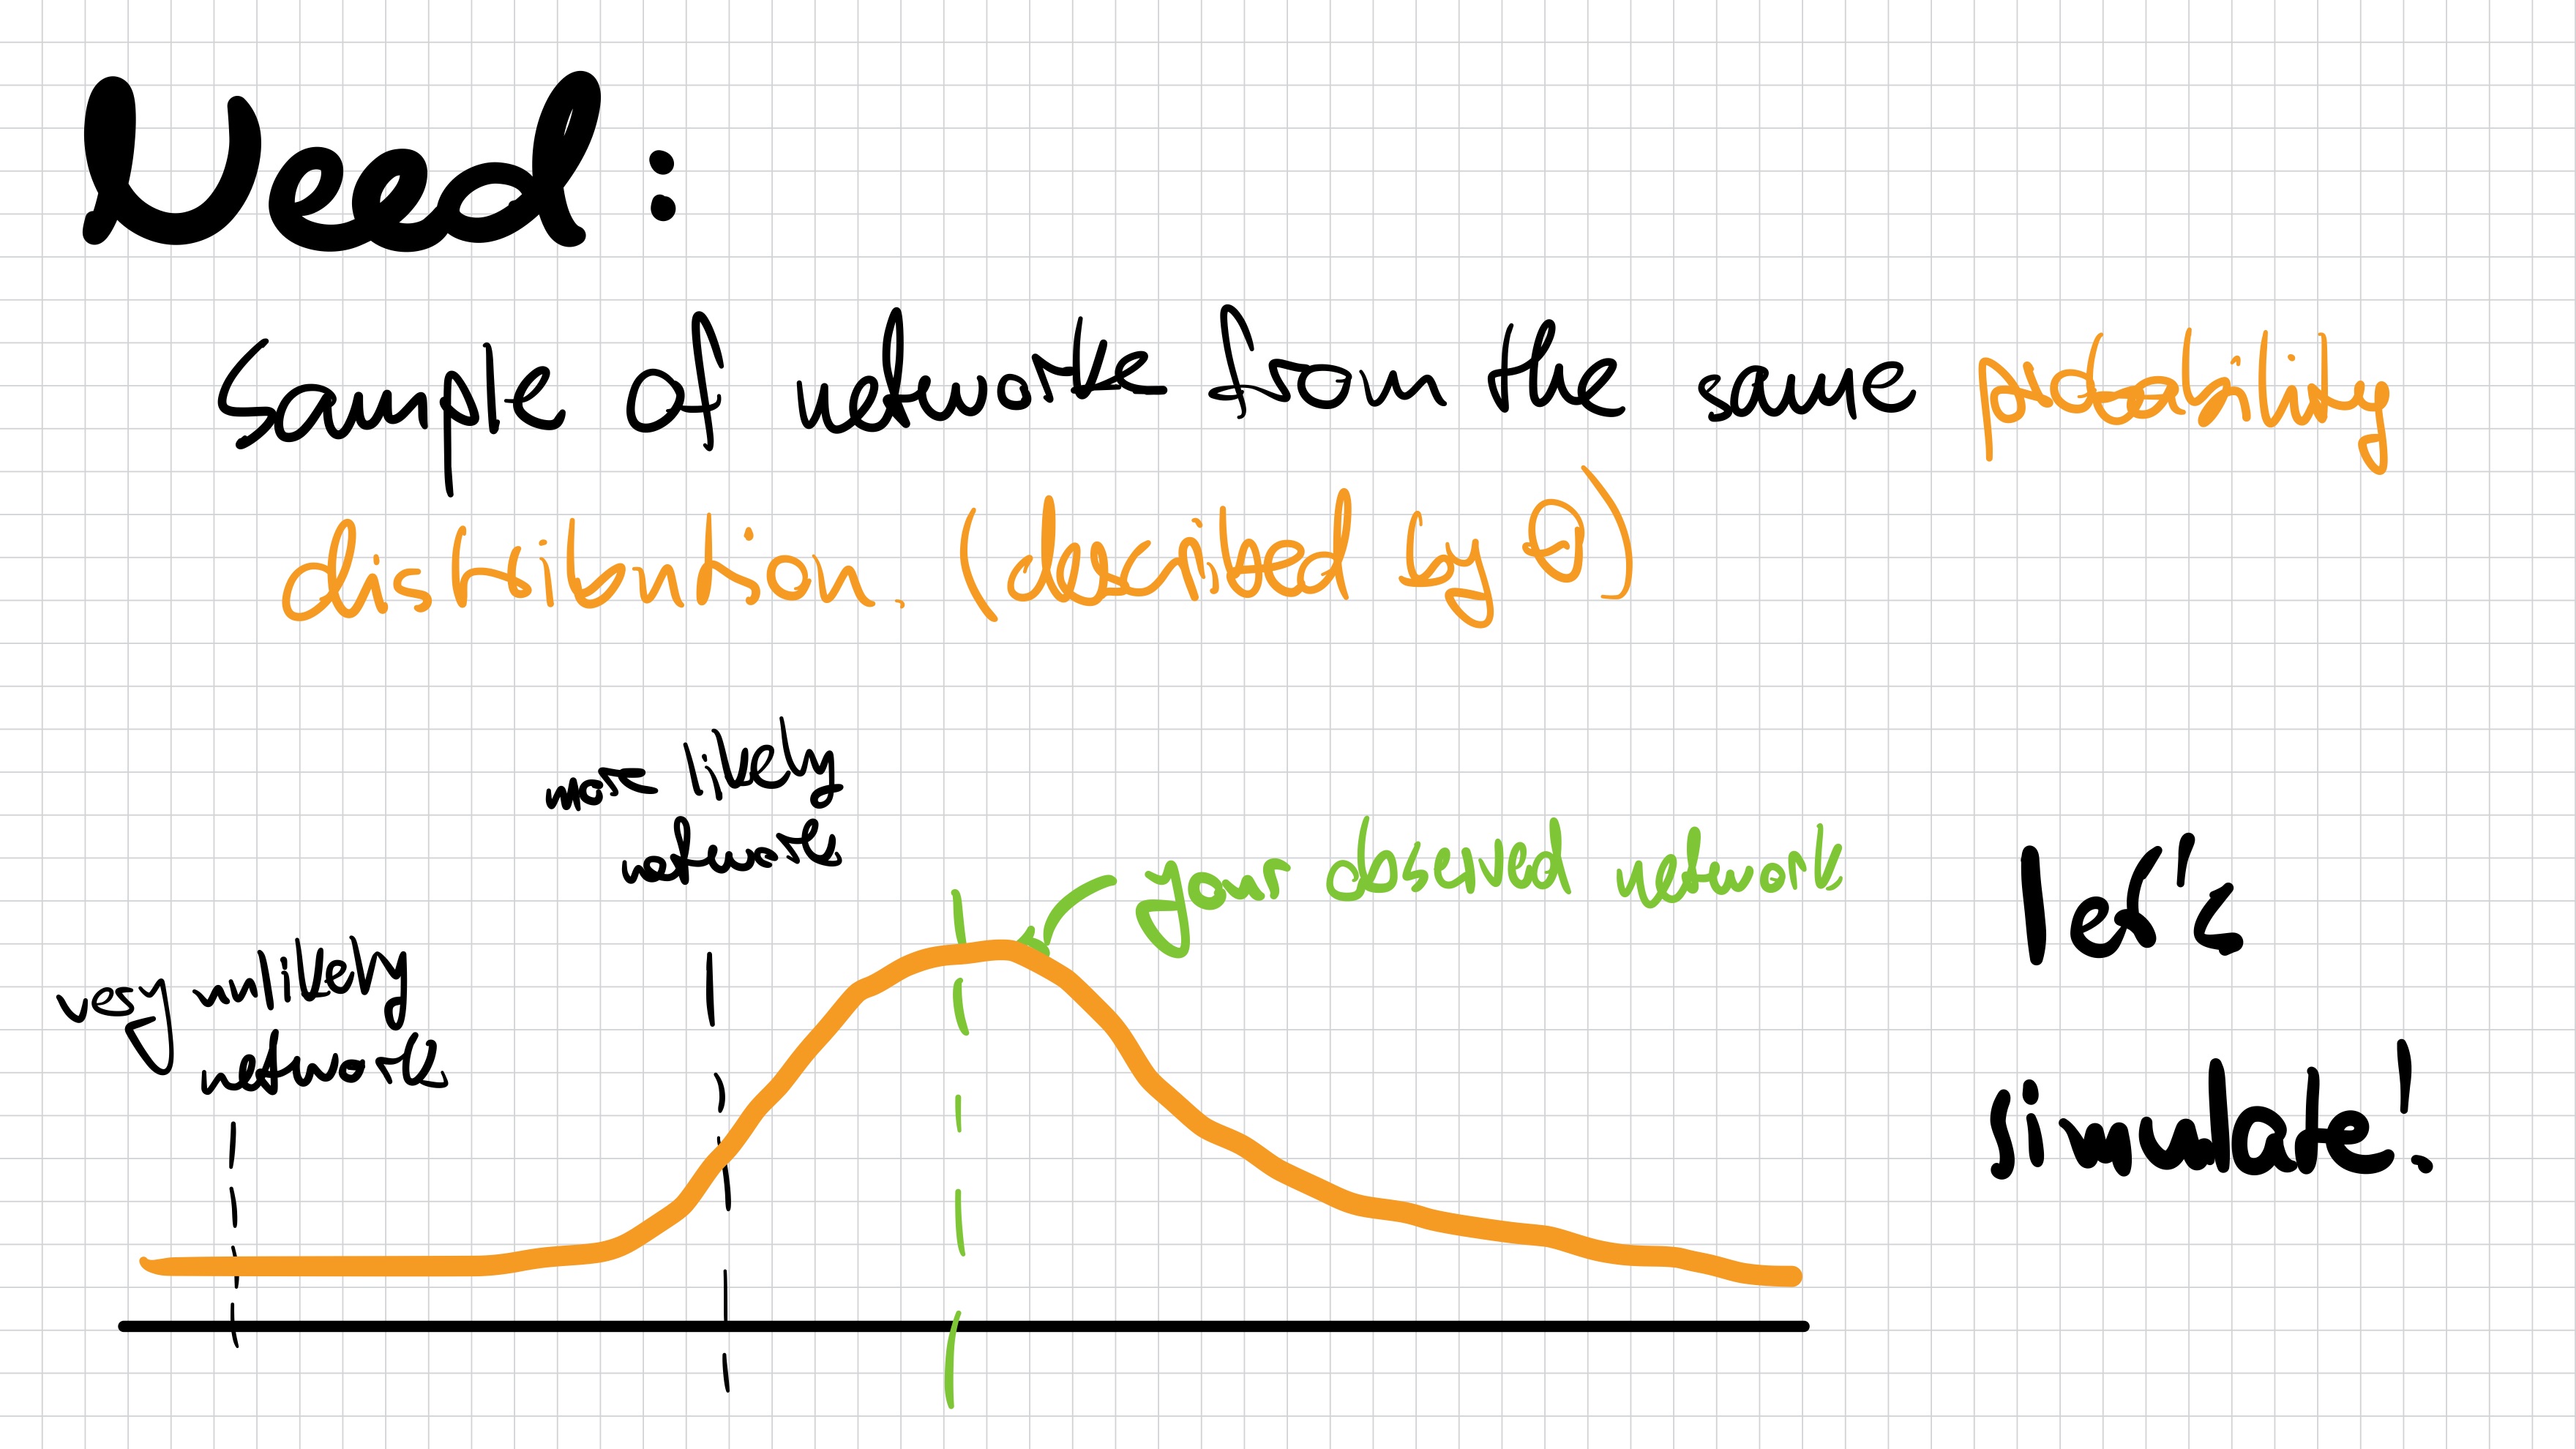 Need:
Sample of networks from the same probability
distribution. (described by θ)
more likely
network
your observed network
let's
very unlikely
network
simulate!